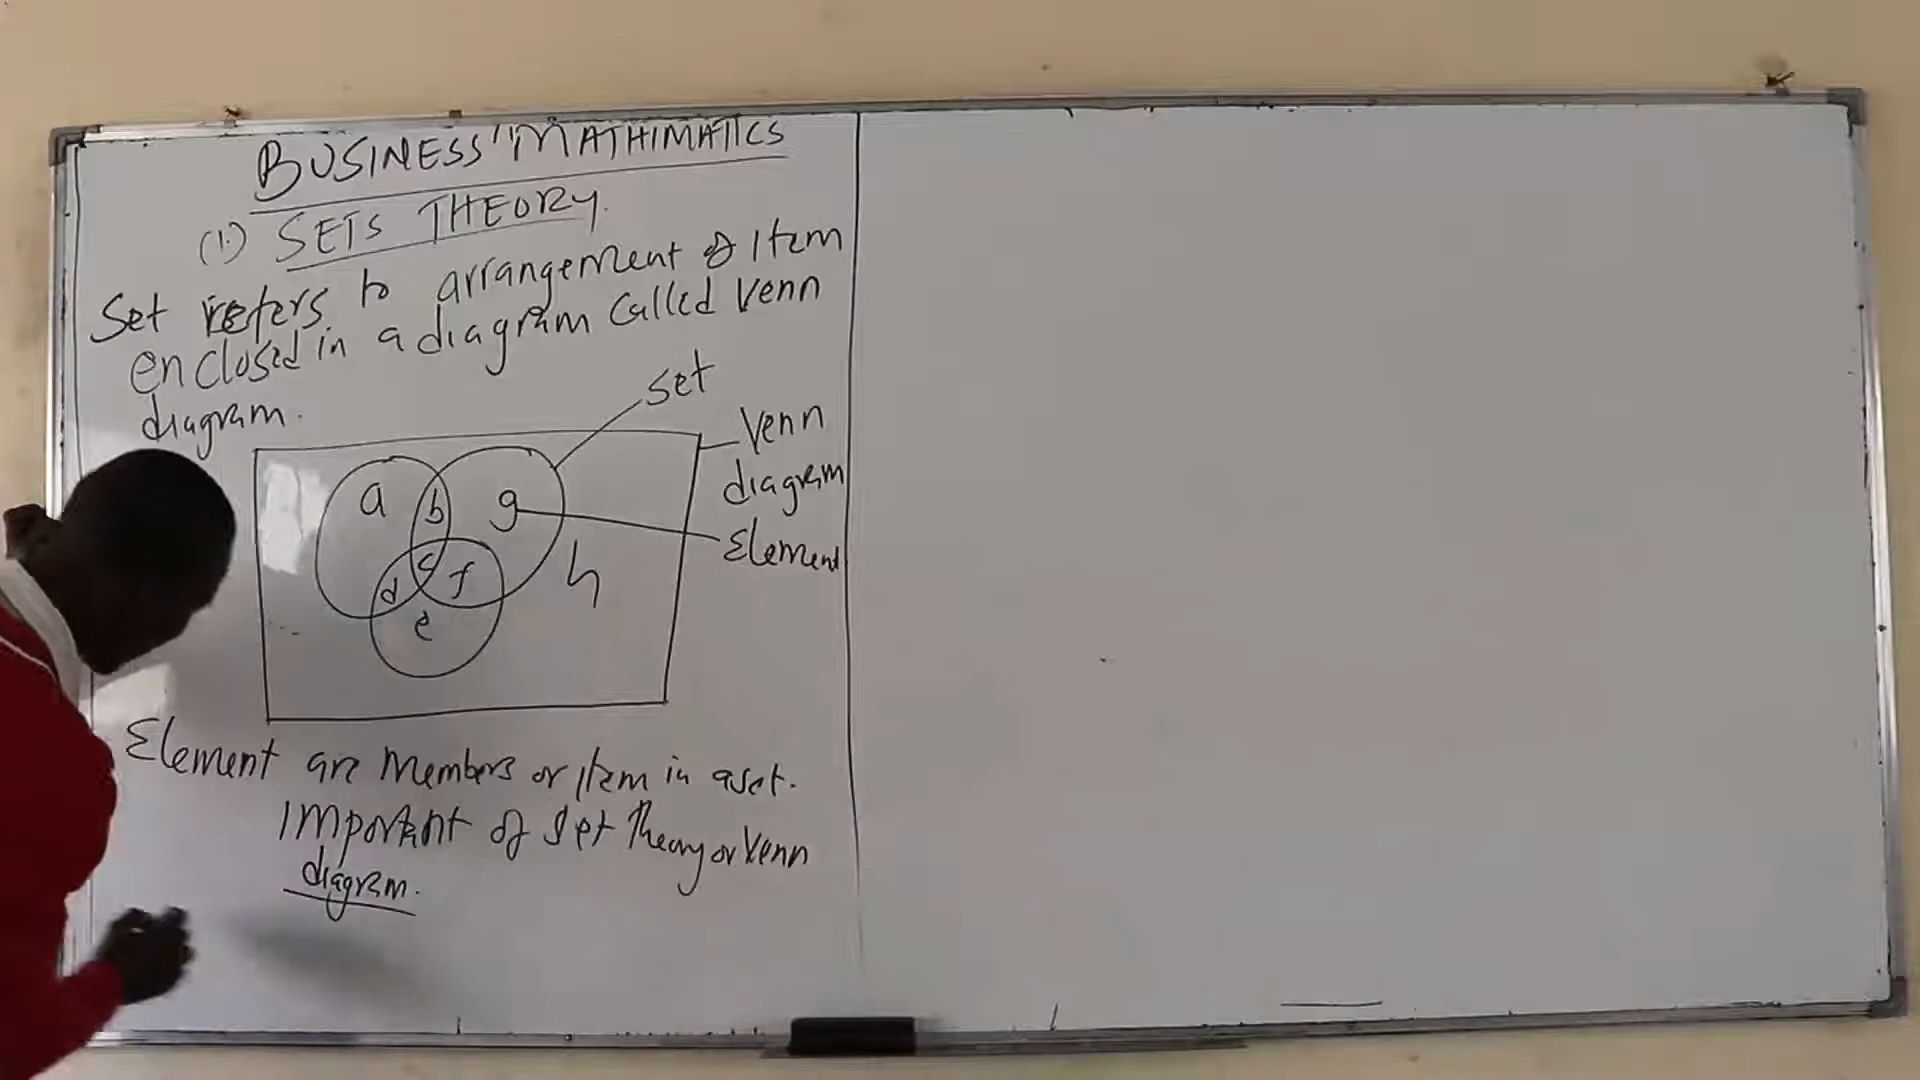 BUSINESS MATHIMATICS
(1.) SETS THEORY.
Set refers to arrangement of Item
enclosed in a diagram Called Venn
diagram.
Set
Venn
diagram
Element
a b g
c
d f
h
e
Element are Members or Item in a set.
Important of Set Theory or Venn
diagram.